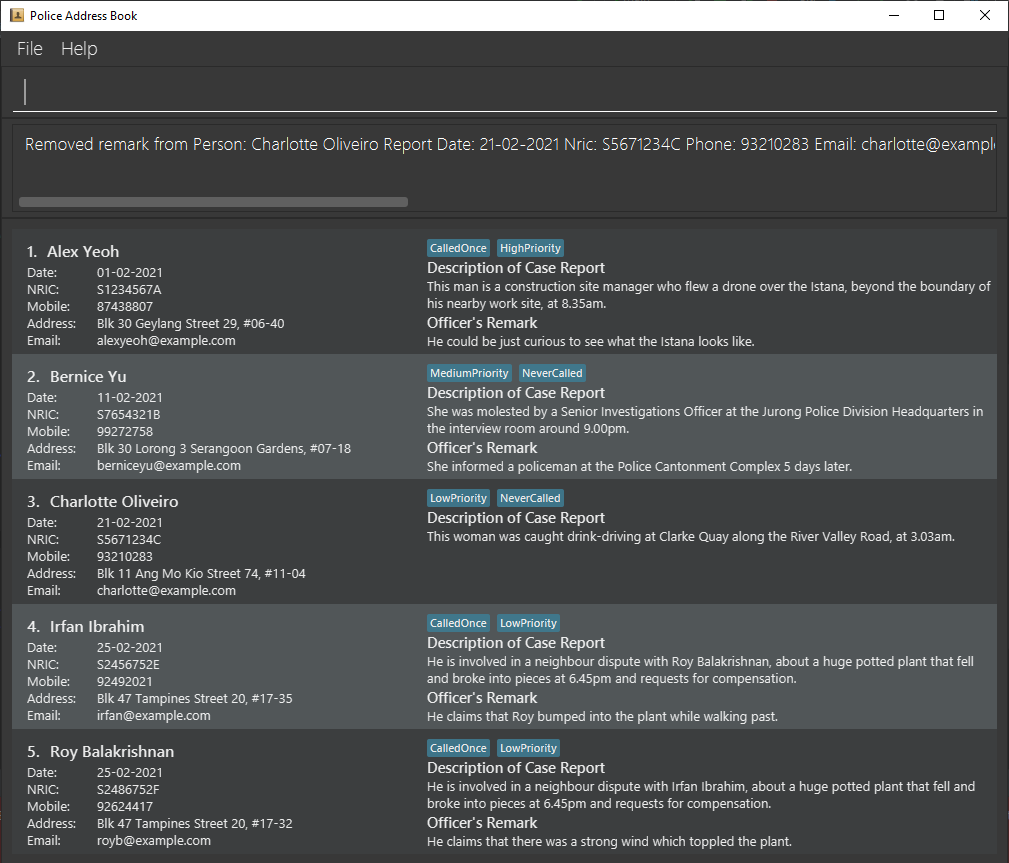 Police Address Book
File Help
Removed remark from Person: Charlotte Oliveiro Report Date: 21-02-2021 Nric: S5671234C Phone: 93210283 Email: charlotte@exampl
1. Alex Yeoh
Date: 01-02-2021
NRIC: S1234567A
Mobile: 87438807
Address: Blk 30 Geylang Street 29, #06-40
Email: alexyeoh@example.com
CalledOnce HighPriority
Description of Case Report
This man is a construction site manager who flew a drone over the Istana, beyond the boundary of
his nearby work site, at 8.35am.
Officer's Remark
He could be just curious to see what the Istana looks like.
2. Bernice Yu
Date: 11-02-2021
NRIC: S7654321B
Mobile: 99272758
Address: Blk 30 Lorong 3 Serangoon Gardens, #07-18
Email: berniceyu@example.com
MediumPriority NeverCalled
Description of Case Report
She was molested by a Senior Investigations Officer at the Jurong Police Division Headquarters in
the interview room around 9.00pm.
Officer's Remark
She informed a policeman at the Police Cantonment Complex 5 days later.
3. Charlotte Oliveiro
Date: 21-02-2021
NRIC: S5671234C
Mobile: 93210283
Address: Blk 11 Ang Mo Kio Street 74, #11-04
Email: charlotte@example.com
LowPriority NeverCalled
Description of Case Report
This woman was caught drink-driving at Clarke Quay along the River Valley Road, at 3.03am.
4. Irfan Ibrahim
Date: 25-02-2021
NRIC: S2456752E
Mobile: 92492021
Address: Blk 47 Tampines Street 20, #17-35
Email: irfan@example.com
CalledOnce LowPriority
Description of Case Report
He is involved in a neighbour dispute with Roy Balakrishnan, about a huge potted plant that fell
and broke into pieces at 6.45pm and requests for compensation.
Officer's Remark
He claims that Roy bumped into the plant while walking past.
5. Roy Balakrishnan
Date: 25-02-2021
NRIC: S2486752F
Mobile: 92624417
Address: Blk 47 Tampines Street 20, #17-32
Email: royb@example.com
CalledOnce LowPriority
Description of Case Report
He is involved in a neighbour dispute with Irfan Ibrahim, about a huge potted plant that fell and
broke into pieces at 6.45pm and requests for compensation.
Officer's Remark
He claims that there was a strong wind which toppled the plant.